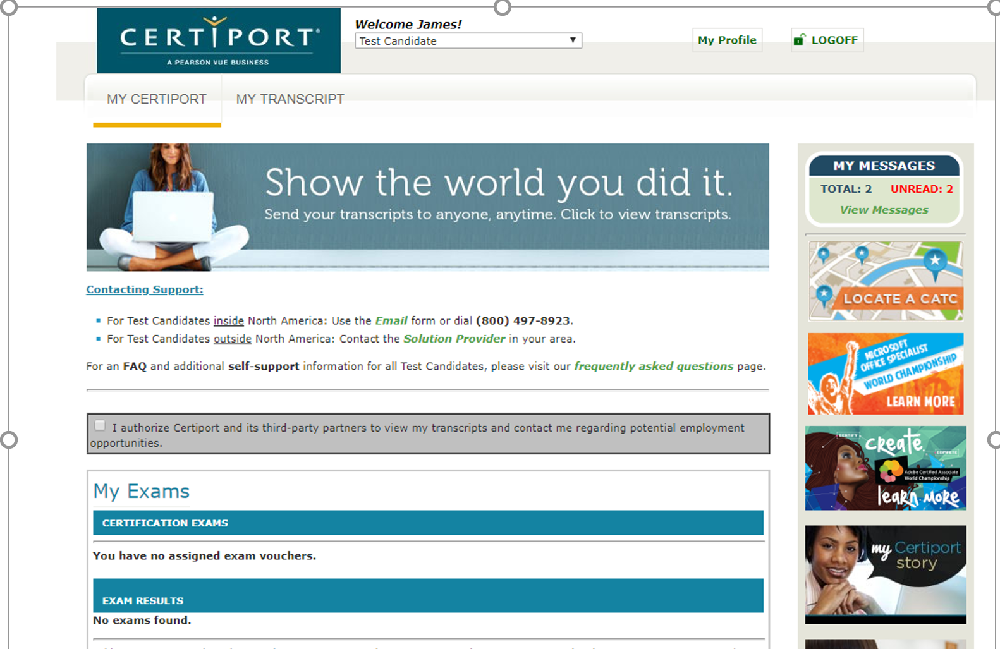 CERTIPORT®
A PEARSON VUE BUSINESS
Welcome James!
Test Candidate
My Profile
LOGOFF
MY CERTIPORT
MY TRANSCRIPT
Show the world you did it.
Send your transcripts to anyone, anytime. Click to view transcripts.
Contacting Support:
For Test Candidates inside North America: Use the Email form or dial (800) 497-8923.
For Test Candidates outside North America: Contact the Solution Provider in your area.
For an FAQ and additional self-support information for all Test Candidates, please visit our frequently asked questions page.
I authorize Certiport and its third-party partners to view my transcripts and contact me regarding potential employment
opportunities.
My Exams
CERTIFICATION EXAMS
You have no assigned exam vouchers.
EXAM RESULTS
No exams found.
MY MESSAGES
TOTAL: 2 UNREAD: 2
View Messages
LOCATE A CATC
MICROSOFT
OFFICE SPECIALIST
WORLD CHAMPIONSHIP
LEARN MORE
CERTIFY
create
COMPETE
Adobe Certified Associate
World Championship
learn more
my Certiport
story